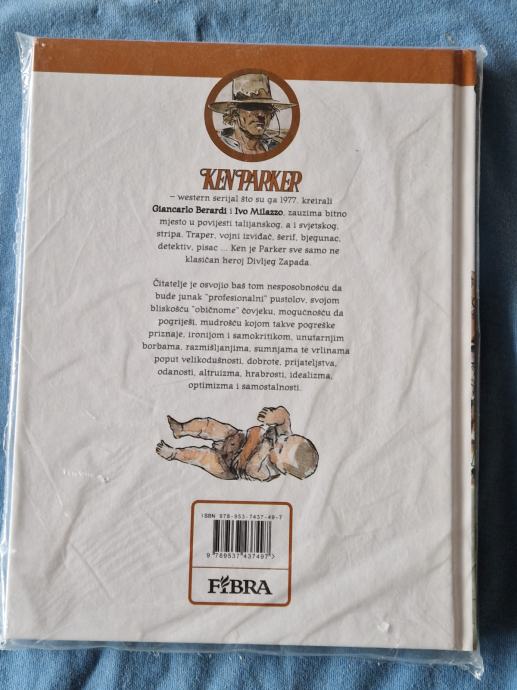 KEN PARKER
– western serijal što su ga 1977. kreirali
Giancarlo Berardi i Ivo Milazzo, zauzima bitno
mjesto u povijesti talijanskog, a i svjetskog,
stripa. Traper, vojni izviđač, šerif, bjegunac,
detektiv, pisac ... Ken je Parker sve samo ne
klasičan heroj Divljeg Zapada.
Čitatelje je osvojio baš tom nesposobnošću da
bude junak "profesionalni" pustolov, svojom
bliskošću "običnome" čovjeku, mogućnošću da
pogriješi, mudrošću kojom takve pogreške
priznaje, ironijom i samokritikom, unutarnjim
borbama, razmišljanjima, sumnjama te vrlinama
poput velikodušnosti, dobrote, prijateljstva,
odanosti, altruizma, hrabrosti, idealizma,
optimizma i samostalnosti.
ISBN 978-953-7437-49-7
9 789537 437497
FIBRA